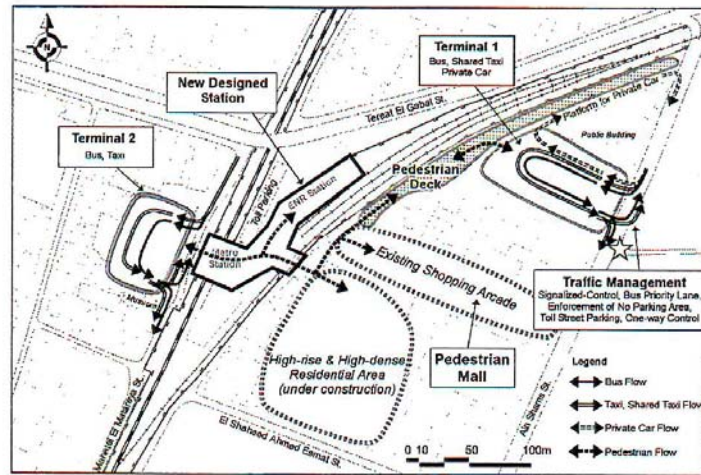 N
Terminal 1
Bus, Shared Taxi
Private Car
New Designed
Station
Tereat El Gabal St.
Platform for Private Car
Public Building
Terminal 2
Bus, Taxi
Toll Parking
ENR Station
Pedestrian
Deck
Metro
Station
Existing Shopping Arcade
Traffic Management
Signalized-Control, Bus Priority Lane,
Enforcement of No Parking Area,
Toll Street Parking, One-way Control
High-rise & High-dense
Residential Area
(under construction)
Pedestrian
Mall
Ain Shams St.
El Shaheed Ahmed Esmat St.
Legend
Bus Flow
Taxi, Shared Taxi Flow
Private Car Flow
Pedestrian Flow
0 10 50 100m